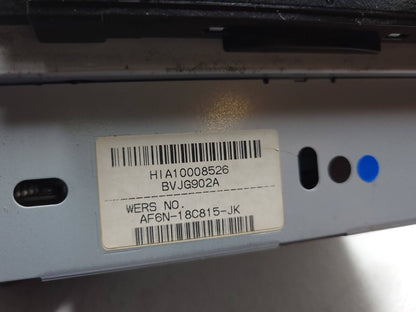 HIA10008526
BVJG902A
WERS NO.
AF6N-18C815-JK